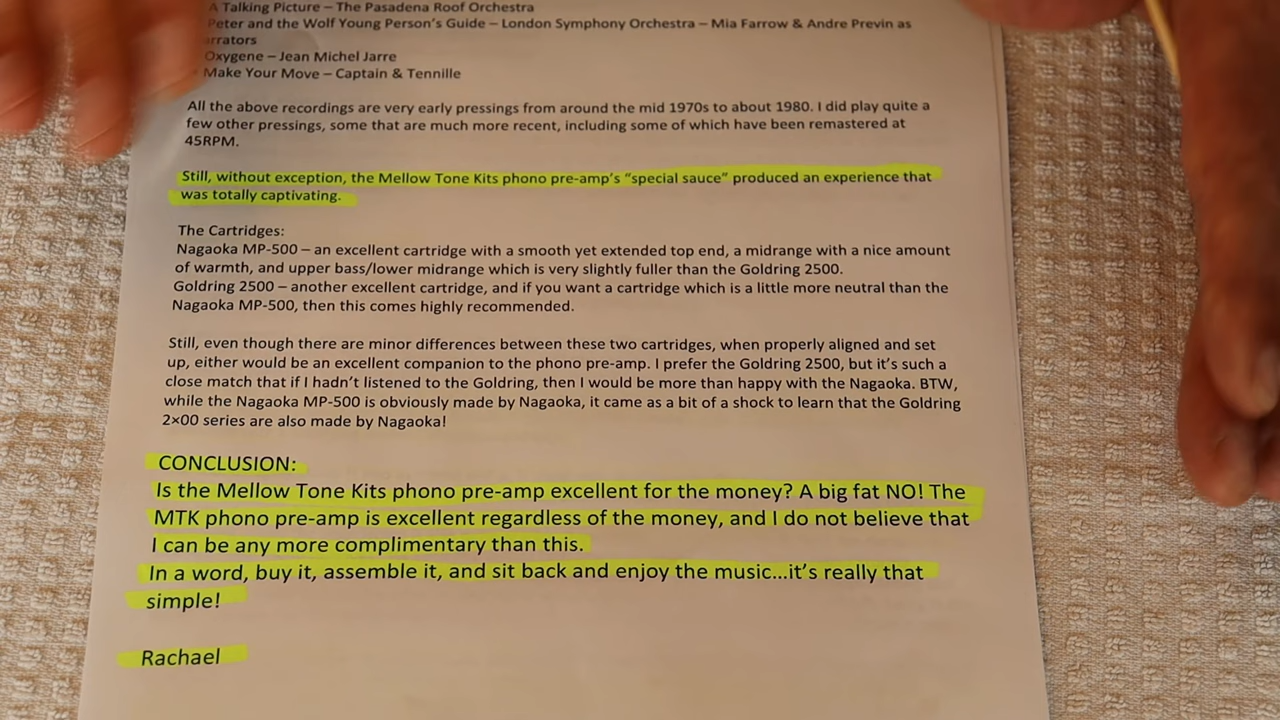 A Talking Picture – The Pasadena Roof Orchestra
Peter and the Wolf Young Person's Guide – London Symphony Orchestra – Mia Farrow & Andre Previn as
Oxygene – Jean Michel Jarre
Make Your Move – Captain & Tennille
All the above recordings are very early pressings from around the mid 1970s to about 1980. I did play quite a
few other pressings, some that are much more recent, including some of which have been remastered at
45RPM.
Still, without exception, the Mellow Tone Kits phono pre-amp's “special sauce” produced an experience that
was totally captivating.
The Cartridges:
Nagaoka MP-500 – an excellent cartridge with a smooth yet extended top end, a midrange with a nice amount
of warmth, and upper bass/lower midrange which is very slightly fuller than the Goldring 2500.
Goldring 2500 – another excellent cartridge, and if you want a cartridge which is a little more neutral than the
Nagaoka MP-500, then this comes highly recommended.
Still, even though there are minor differences between these two cartridges, when properly aligned and set
up, either would be an excellent companion to the phono pre-amp. I prefer the Goldring 2500, but it's such a
close match that if I hadn't listened to the Goldring, then I would be more than happy with the Nagaoka. BTW,
while the Nagaoka MP-500 is obviously made by Nagaoka, it came as a bit of a shock to learn that the Goldring
2×00 series are also made by Nagaoka!
CONCLUSION:
Is the Mellow Tone Kits phono pre-amp excellent for the money? A big fat NO! The
MTK phono pre-amp is excellent regardless of the money, and I do not believe that
I can be any more complimentary than this.
In a word, buy it, assemble it, and sit back and enjoy the music...it's really that
simple!
Rachael